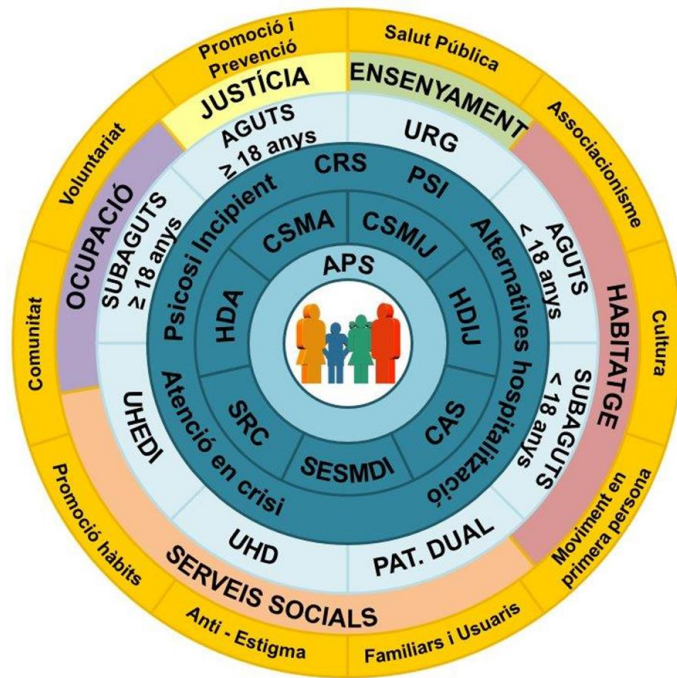 Promoció i
Prevenció
Salut Pública
Associacionisme
Cultura
Moviment en
primera persona
Familiars i Usuaris
Anti - Estigma
Promoció hàbits
Comunitat
Voluntariat
JUSTÍCIA
ENSENYAMENT
HABITATGE
SERVEIS SOCIALS
OCUPACIÓ
AGUTS
≥ 18 anys
URG
AGUTS
< 18 anys
SUBAGUTS
< 18 anys
PAT. DUAL
UHD
UHEDI
SUBAGUTS
≥ 18 anys
Psicosi Incipient
CRS
PSI
Alternatives hospitalització
Atenció en crisi
CSMA
CSMIJ
HDIJ
CAS
SESMDI
SRC
HDA
APS